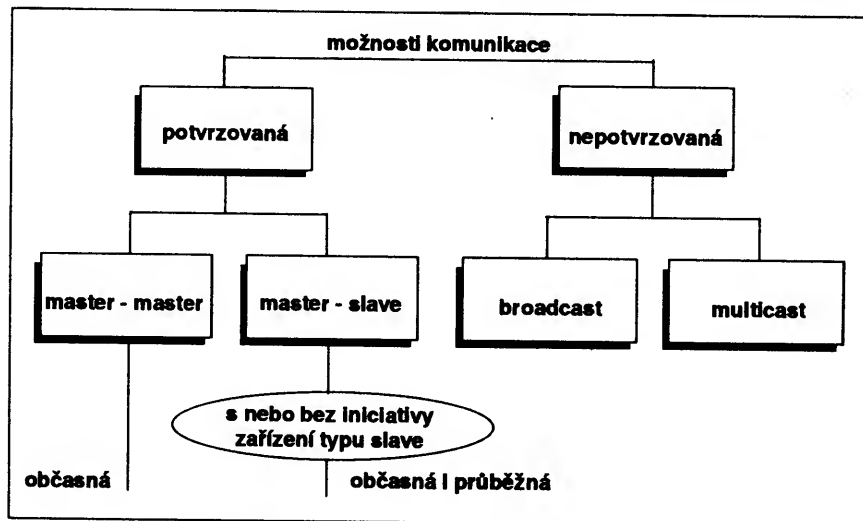 možnosti komunikace
potvrzovaná
nepotvrzovaná
master - master
master - slave
broadcast
multicast
s nebo bez iniciativy
zařízení typu slave
občasná
občasná i průběžná